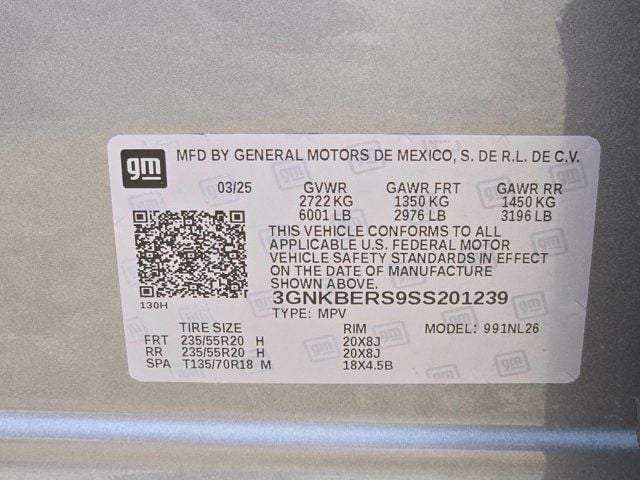 gm MFD BY GENERAL MOTORS DE MEXICO, S. DE R.L. DE C.V.
03/25 GVWR GAWR FRT GAWR RR
2722 KG 1350 KG 1450 KG
6001 LB 2976 LB 3196 LB
THIS VEHICLE CONFORMS TO ALL
APPLICABLE U.S. FEDERAL MOTOR
VEHICLE SAFETY STANDARDS IN EFFECT
ON THE DATE OF MANUFACTURE
SHOWN ABOVE.
130H
3GNKBERS9SS201239
TYPE: MPV MODEL: 991NL26
TIRE SIZE RIM
FRT 235/55R20 H 20X8J
RR 235/55R20 H 20X8J
SPA T135/70R18 M 18X4.5B